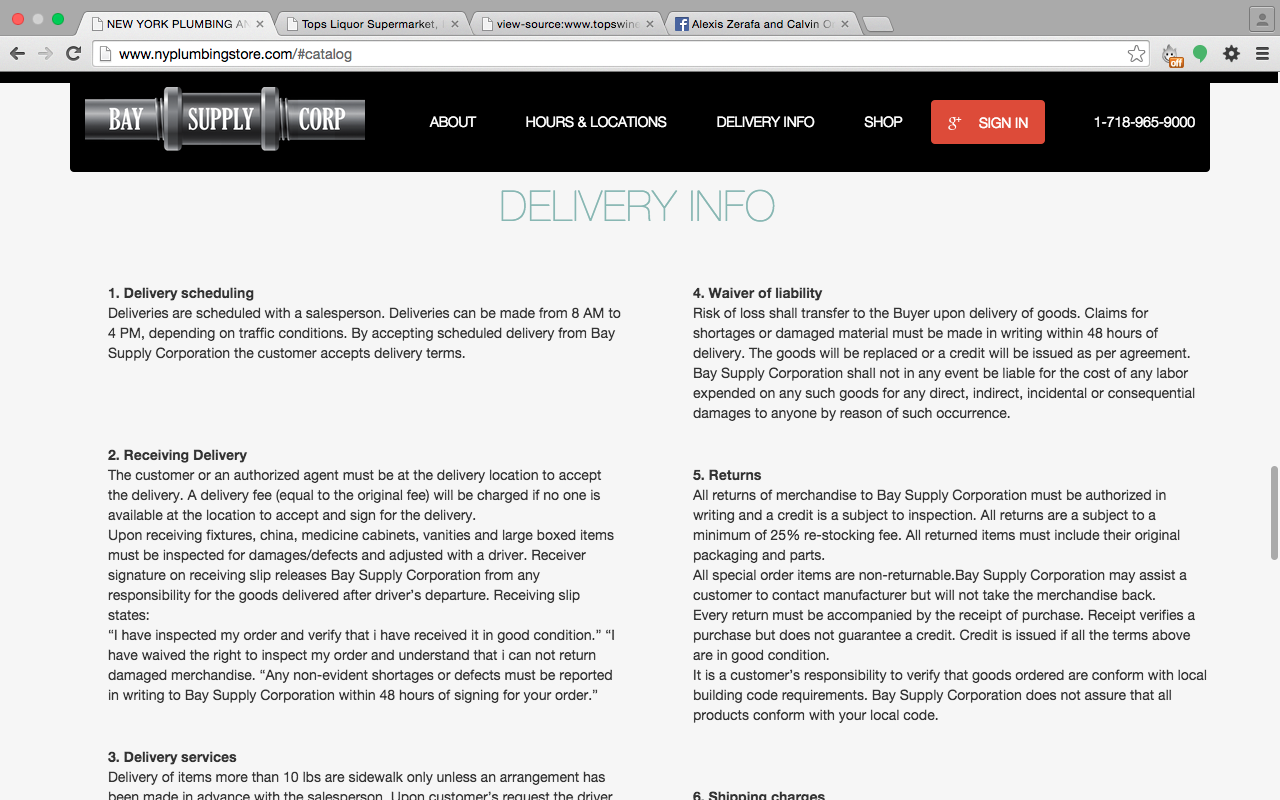 NEW YORK PLUMBING AN
Tops Liquor Supermarket,
view-source:www.topswine
Alexis Zerafa and Calvin O
www.nyplumbingstore.com/#catalog
off
BAY SUPPLY CORP
ABOUT
HOURS & LOCATIONS
DELIVERY INFO
SHOP
g+ SIGN IN
1-718-965-9000
DELIVERY INFO
1. Delivery scheduling
Deliveries are scheduled with a salesperson. Deliveries can be made from 8 AM to
4 PM, depending on traffic conditions. By accepting scheduled delivery from Bay
Supply Corporation the customer accepts delivery terms.
2. Receiving Delivery
The customer or an authorized agent must be at the delivery location to accept
the delivery. A delivery fee (equal to the original fee) will be charged if no one is
available at the location to accept and sign for the delivery.
Upon receiving fixtures, china, medicine cabinets, vanities and large boxed items
must be inspected for damages/defects and adjusted with a driver. Receiver
signature on receiving slip releases Bay Supply Corporation from any
responsibility for the goods delivered after driver’s departure. Receiving slip
states:
“I have inspected my order and verify that i have received it in good condition.” “I
have waived the right to inspect my order and understand that i can not return
damaged merchandise. “Any non-evident shortages or defects must be reported
in writing to Bay Supply Corporation within 48 hours of signing for your order.”
3. Delivery services
Delivery of items more than 10 lbs are sidewalk only unless an arrangement has
been made in advance with the salesperson. Upon customer’s request the driver
4. Waiver of liability
Risk of loss shall transfer to the Buyer upon delivery of goods. Claims for
shortages or damaged material must be made in writing within 48 hours of
delivery. The goods will be replaced or a credit will be issued as per agreement.
Bay Supply Corporation shall not in any event be liable for the cost of any labor
expended on any such goods for any direct, indirect, incidental or consequential
damages to anyone by reason of such occurrence.
5. Returns
All returns of merchandise to Bay Supply Corporation must be authorized in
writing and a credit is a subject to inspection. All returns are a subject to a
minimum of 25% re-stocking fee. All returned items must include their original
packaging and parts.
All special order items are non-returnable.Bay Supply Corporation may assist a
customer to contact manufacturer but will not take the merchandise back.
Every return must be accompanied by the receipt of purchase. Receipt verifies a
purchase but does not guarantee a credit. Credit is issued if all the terms above
are in good condition.
It is a customer’s responsibility to verify that goods ordered are conform with local
building code requirements. Bay Supply Corporation does not assure that all
products conform with your local code.
6. Shipping charges